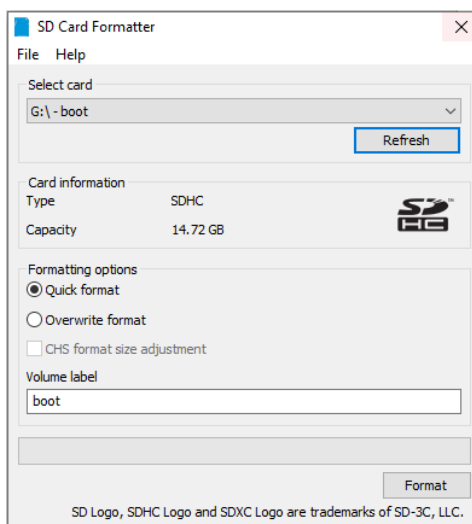 SD Card Formatter
File Help
Select card
G:\ - boot
Refresh
Card information
Type SDHC
Capacity 14.72 GB
SD™
HC
Formatting options
Quick format
Overwrite format
CHS format size adjustment
Volume label
boot
Format
SD Logo, SDHC Logo and SDXC Logo are trademarks of SD-3C, LLC.